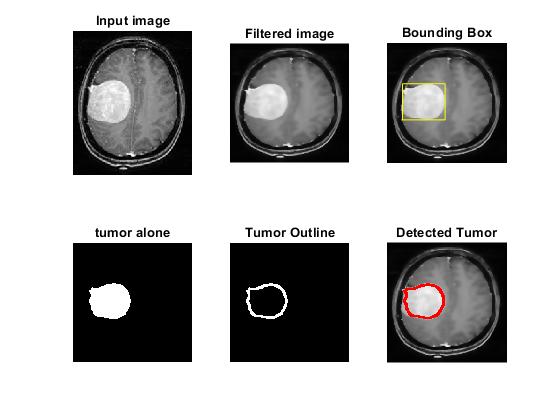 Input image
Filtered image
Bounding Box
tumor alone
Tumor Outline
Detected Tumor